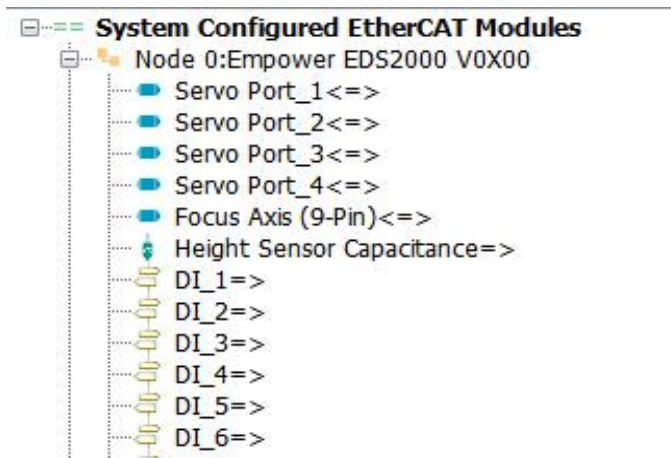 System Configured EtherCAT Modules
Node 0:Empower EDS2000 V0X00
Servo Port_1<=>
Servo Port_2<=>
Servo Port_3<=>
Servo Port_4<=>
Focus Axis (9-Pin)<=>
Height Sensor Capacitance=>
DI_1=>
DI_2=>
DI_3=>
DI_4=>
DI_5=>
DI_6=>